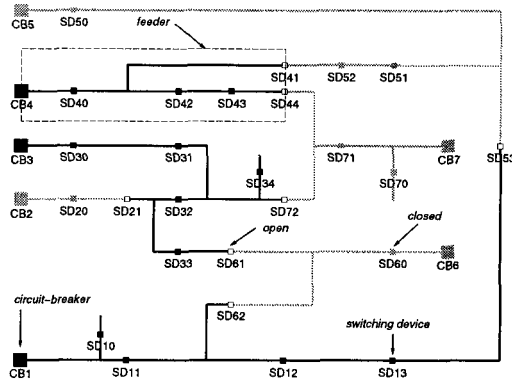 CB5 SD50
feeder
SD41 SD52 SD51
CB4 SD40 SD42 SD43 SD44
CB3 SD30 SD31 SD71 CB7 SD53
SD34 SD70
CB2 SD20 SD21 SD32 SD72
open closed
SD33 SD61 SD60 CB6
circuit-breaker SD62 switching device
SD10
CB1 SD11 SD12 SD13